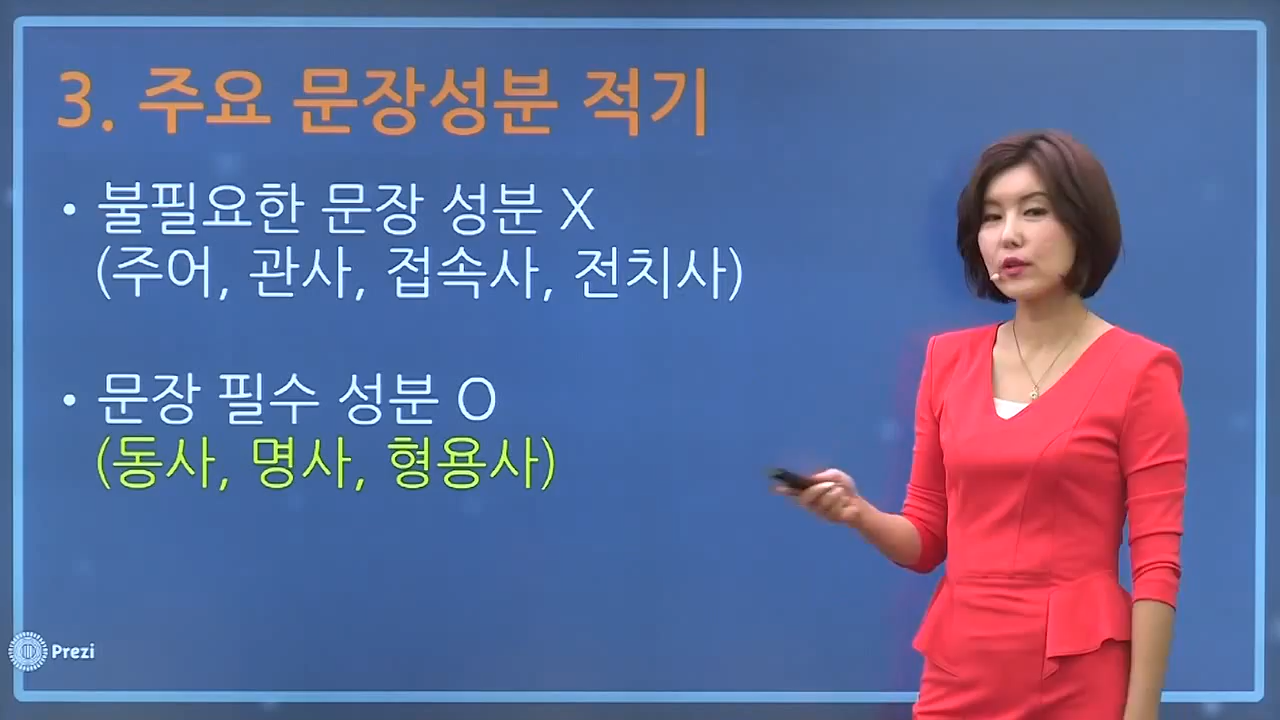 3. 주요 문장성분 적기
• 불필요한 문장 성분 X
(주어, 관사, 접속사, 전치사)
• 문장 필수 성분 O
(동사, 명사, 형용사)
Prezi